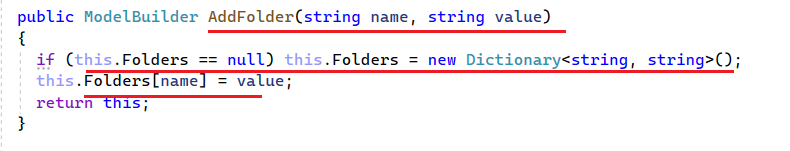 public ModelBuilder AddFolder(string name, string value)
{
if (this.Folders == null) this.Folders = new Dictionary<string, string>();
this.Folders[name] = value;
return this;
}